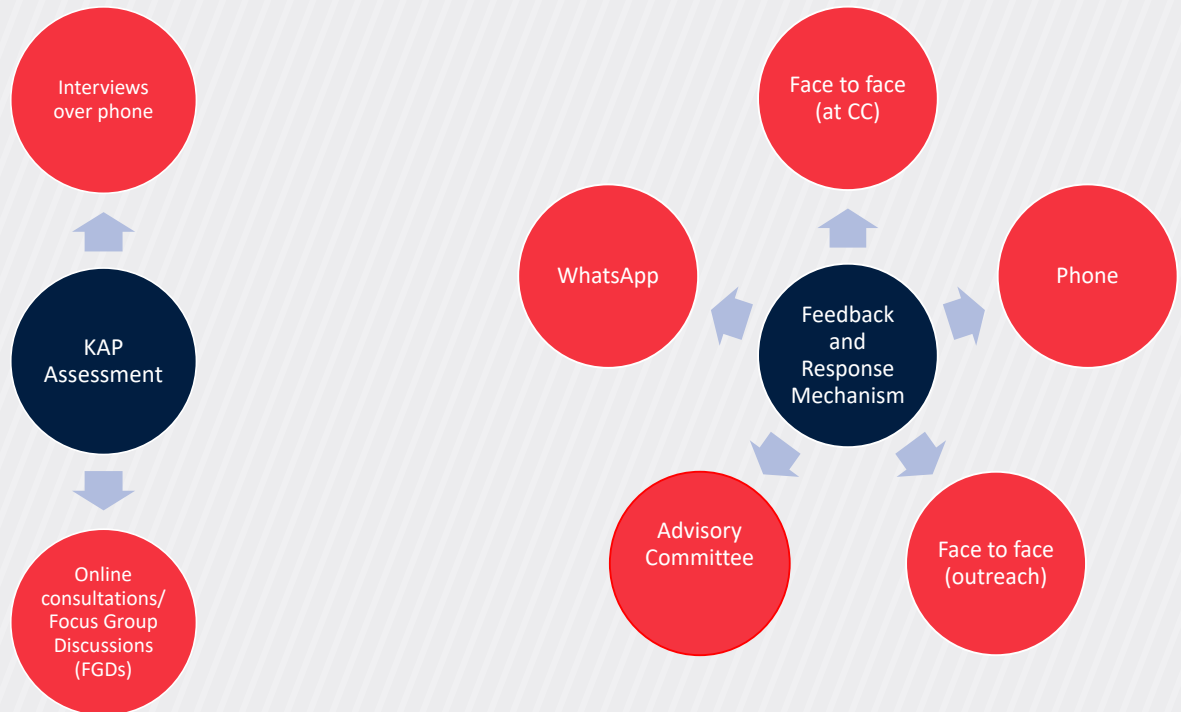 Interviews
over phone
KAP
Assessment
Online
consultations/
Focus Group
Discussions
(FGDs)
Face to face
(at CC)
WhatsApp
Phone
Feedback
and
Response
Mechanism
Advisory
Committee
Face to face
(outreach)